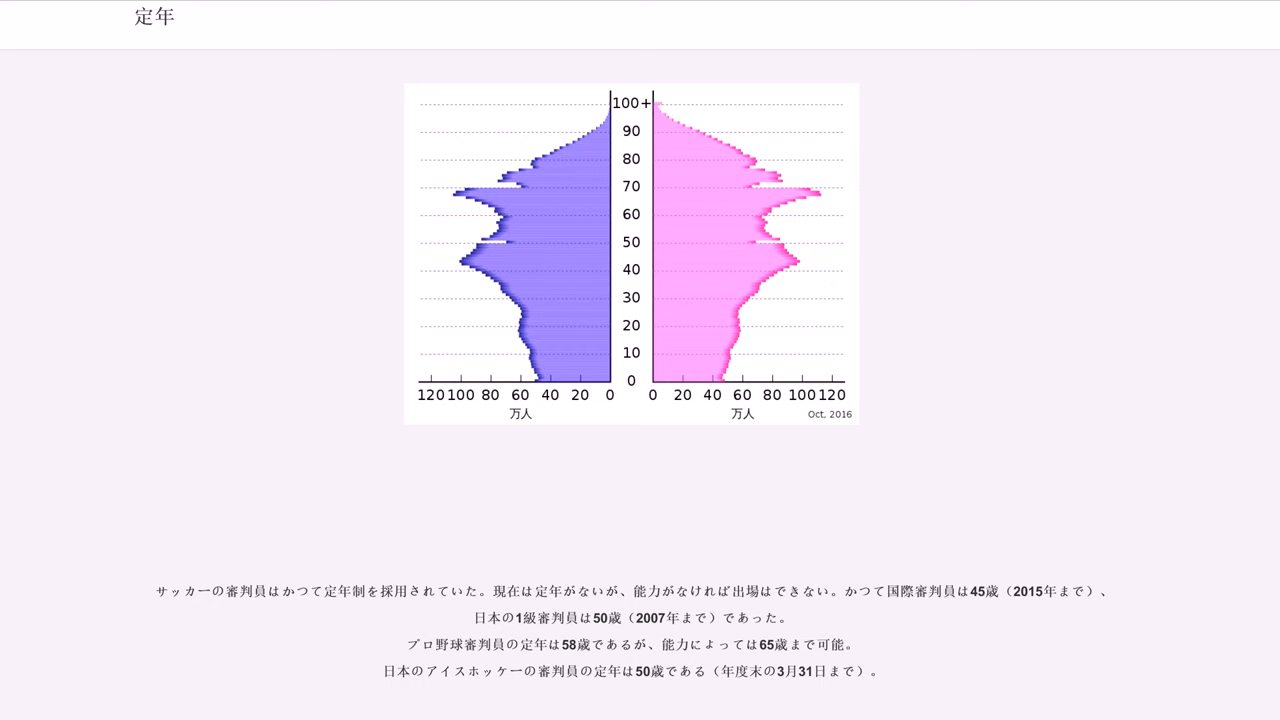 定年
100+
90
80
70
60
50
40
30
20
10
0
120 100 80 60 40 20 0 0 20 40 60 80 100 120
万人 万人 Oct, 2016
サッカーの審判員はかつて定年制を採用されていた。現在は定年がないが、能力がなければ出場はできない。かつて国際審判員は45歳（2015年まで）、
日本の1級審判員は50歳（2007年まで）であった。
プロ野球審判員の定年は58歳であるが、能力によっては65歳まで可能。
日本のアイスホッケーの審判員の定年は50歳である（年度末の3月31日まで）。